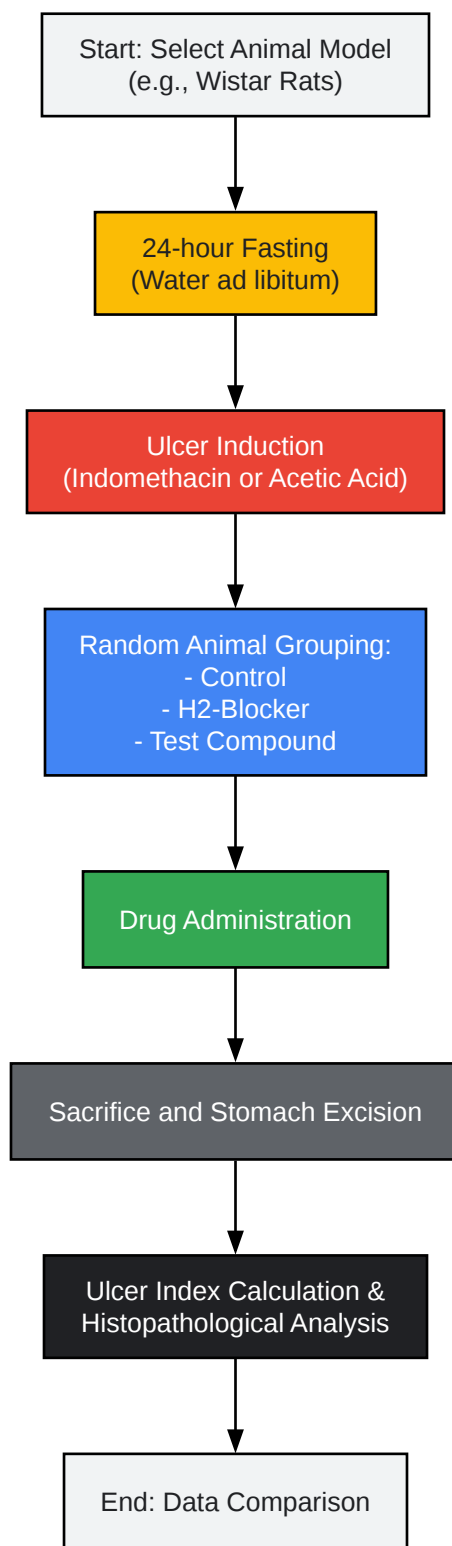 Start: Select Animal Model
(e.g., Wistar Rats)
24-hour Fasting
(Water ad libitum)
Ulcer Induction
(Indomethacin or Acetic Acid)
Random Animal Grouping:
- Control
- H2-Blocker
- Test Compound
Drug Administration
Sacrifice and Stomach Excision
Ulcer Index Calculation &
Histopathological Analysis
End: Data Comparison